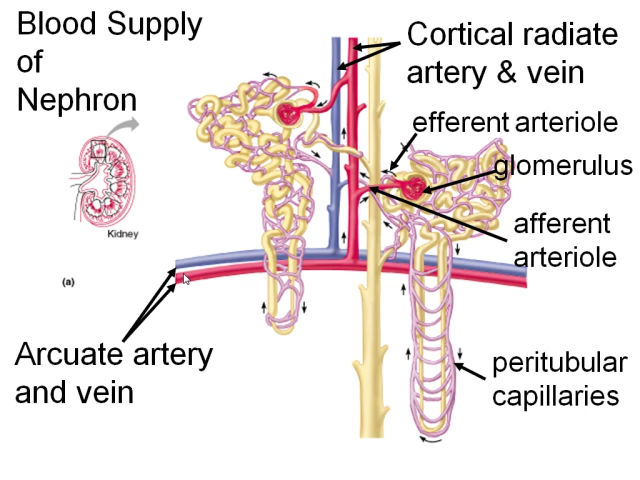 Blood Supply
of
Nephron
Cortical radiate
artery & vein
efferent arteriole
glomerulus
afferent
arteriole
Kidney
(a)
Arcuate artery
and vein
peritubular
capillaries